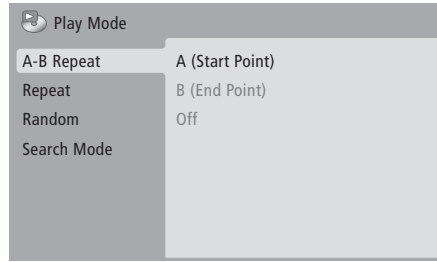 Play Mode
A-B Repeat
Repeat
Random
Search Mode
A (Start Point)
B (End Point)
Off